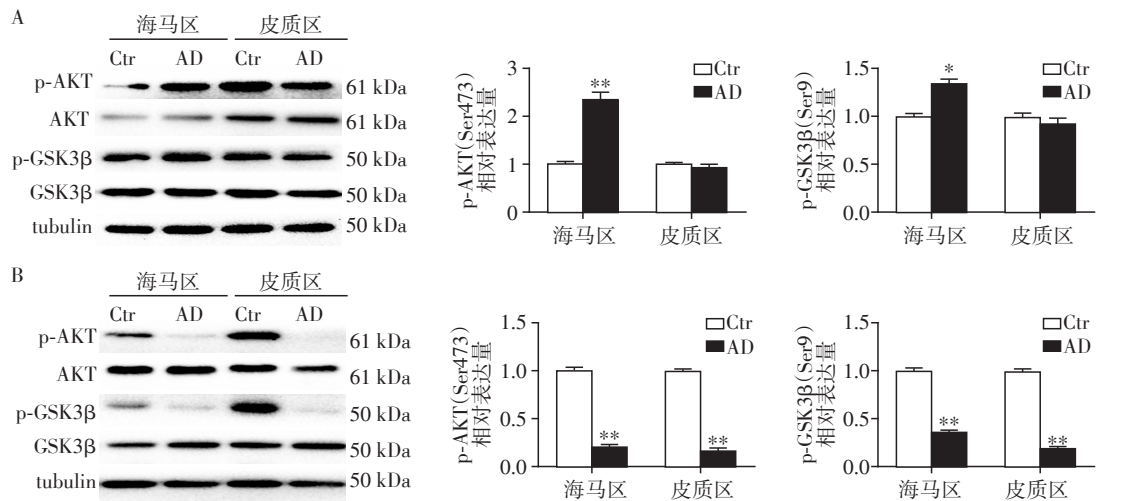 A
海马区 皮质区
Ctr AD Ctr AD
p-AKT 61 kDa
AKT 61 kDa
p-GSK3β 50 kDa
GSK3β 50 kDa
tubulin 50 kDa
p-AKT(Ser473)
相对表达量
3
2
1
0
**
Ctr
AD
海马区 皮质区
p-GSK3β(Ser9)
相对表达量
1.5
1.0
0.5
0.0
*
Ctr
AD
海马区 皮质区
B
海马区 皮质区
Ctr AD Ctr AD
p-AKT 61 kDa
AKT 61 kDa
p-GSK3β 50 kDa
GSK3β 50 kDa
tubulin 50 kDa
p-AKT(Ser473)
相对表达量
1.5
1.0
0.5
0.0
** **
Ctr
AD
海马区 皮质区
p-GSK3β(Ser9)
相对表达量
1.5
1.0
0.5
0.0
** **
Ctr
AD
海马区 皮质区